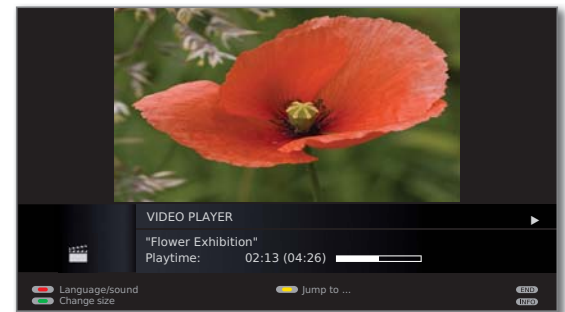 VIDEO PLAYER
"Flower Exhibition"
Playtime: 02:13 (04:26)
Language/sound Jump to ... END
Change size INFO